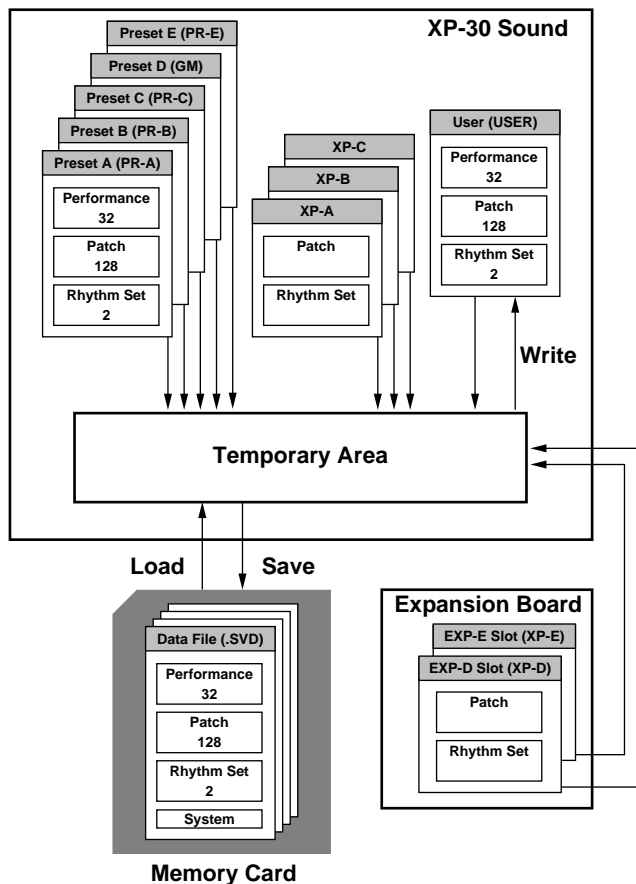 XP-30 Sound
Preset E (PR-E)
Preset D (GM)
Preset C (PR-C)
Preset B (PR-B)
Preset A (PR-A)
Performance
32
Patch
128
Rhythm Set
2
XP-C
XP-B
XP-A
Patch
Rhythm Set
User (USER)
Performance
32
Patch
128
Rhythm Set
2
Write
Temporary Area
Load
Save
Data File (.SVD)
Performance
32
Patch
128
Rhythm Set
2
System
Memory Card
Expansion Board
EXP-E Slot (XP-E)
EXP-D Slot (XP-D)
Patch
Rhythm Set